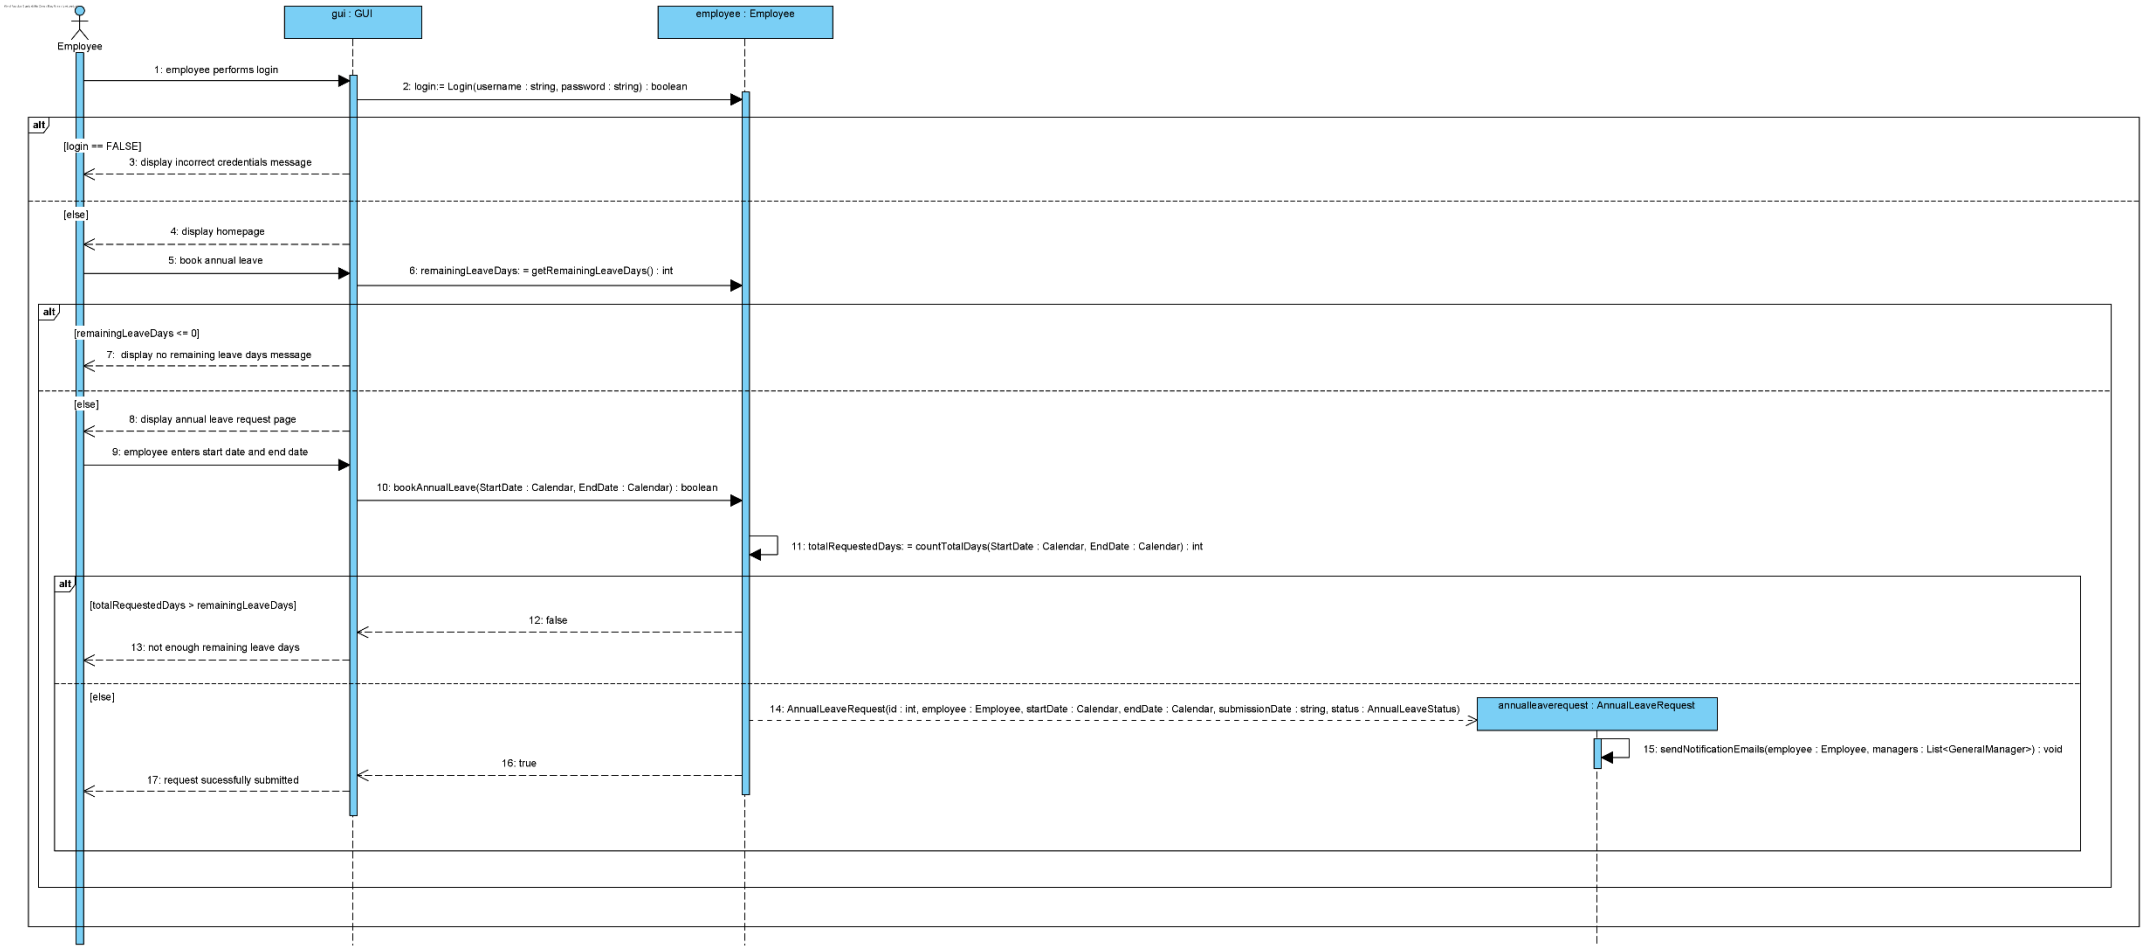 Employee
gui : GUI
employee : Employee
1: employee performs login
2: login:= Login(username : string, password : string) : boolean
alt
[login == FALSE]
3: display incorrect credentials message
[else]
4: display homepage
5: book annual leave
6: remainingLeaveDays: = getRemainingLeaveDays() : int
alt
[remainingLeaveDays <= 0]
7:  display no remaining leave days message
[else]
8: display annual leave request page
9: employee enters start date and end date
10: bookAnnualLeave(StartDate : Calendar, EndDate : Calendar) : boolean
11: totalRequestedDays: = countTotalDays(StartDate : Calendar, EndDate : Calendar) : int
alt
[totalRequestedDays > remainingLeaveDays]
12: false
13: not enough remaining leave days
[else]
14: AnnualLeaveRequest(id : int, employee : Employee, startDate : Calendar, endDate : Calendar, submissionDate : string, status : AnnualLeaveStatus)
annualleaverequest : AnnualLeaveRequest
15: sendNotificationEmails(employee : Employee, managers : List<GeneralManager>) : void
16: true
17: request sucessfully submitted